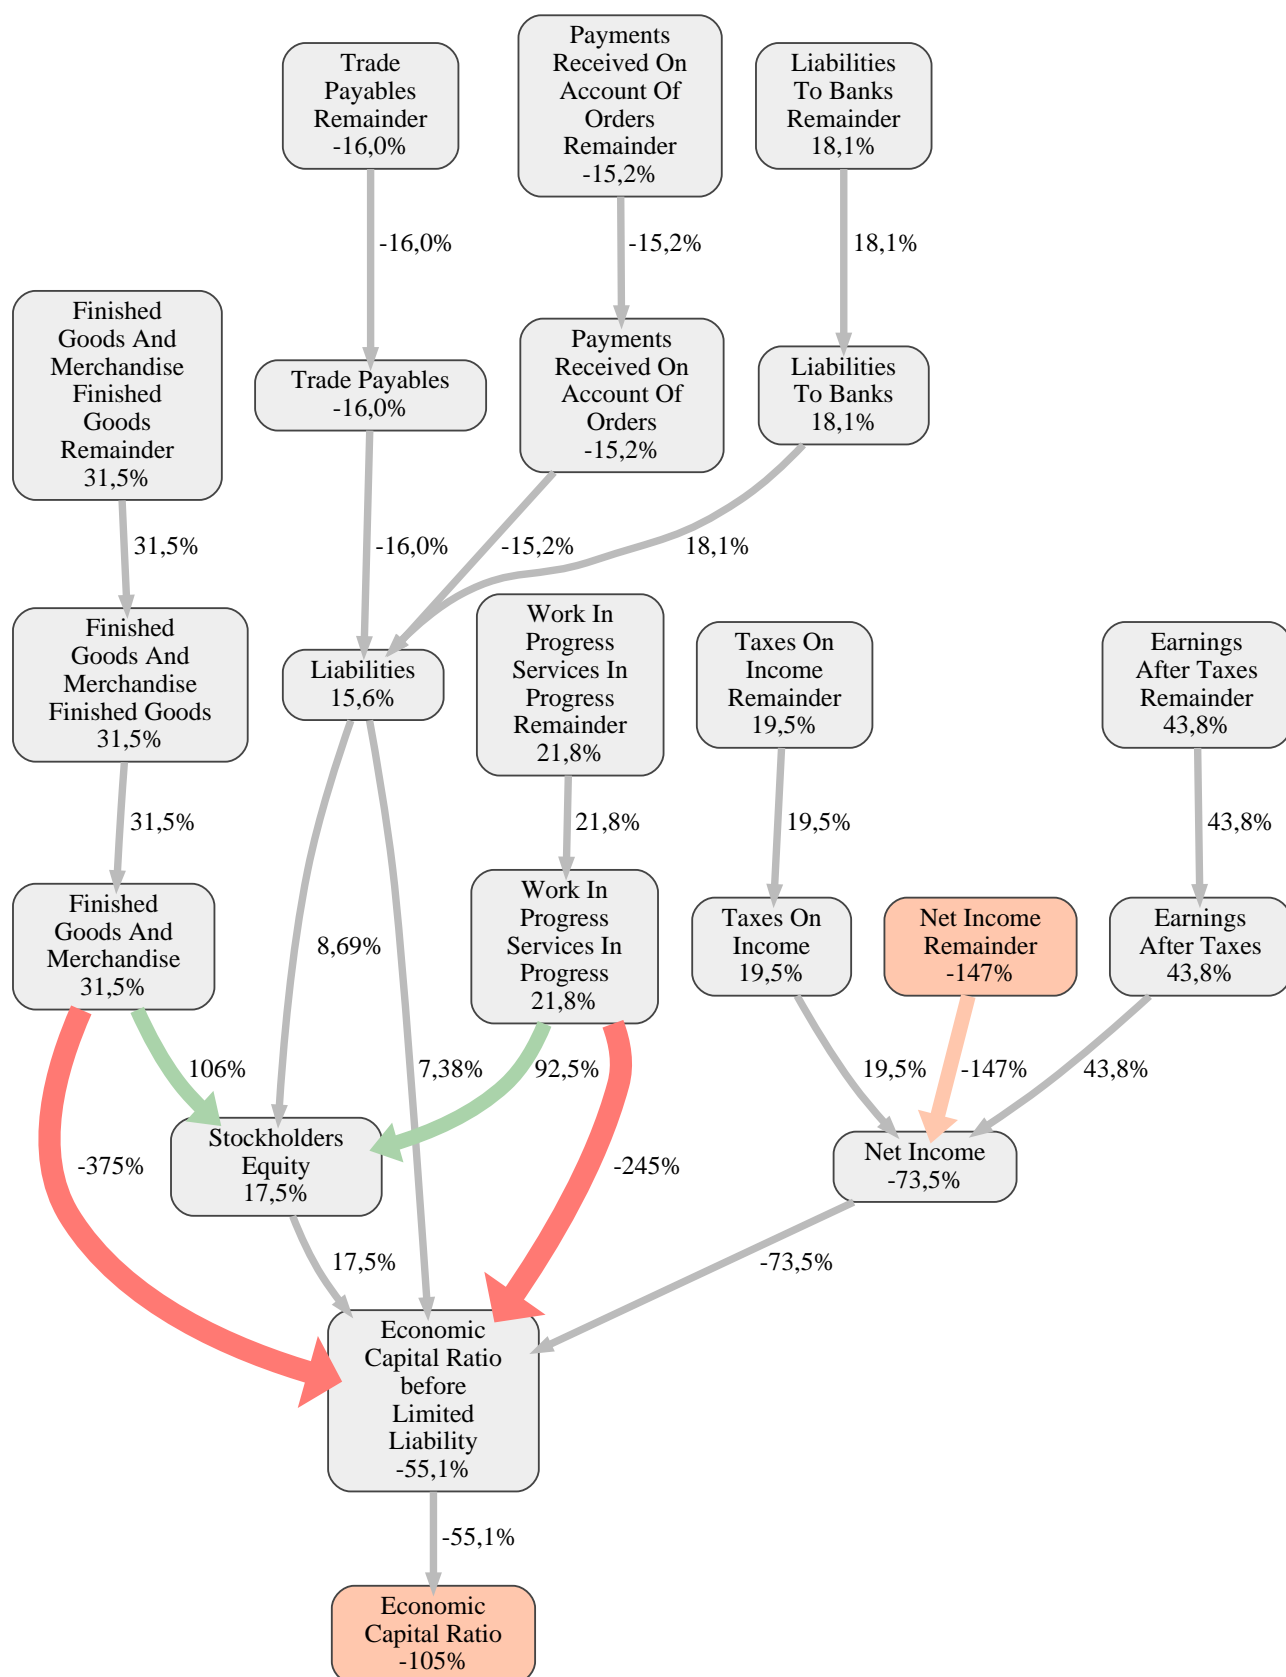 Trade
Payables
Remainder
-16,0%
Payments
Received On
Account Of
Orders
Remainder
-15,2%
Liabilities
To Banks
Remainder
18,1%
-16,0%
-15,2%
18,1%
Finished
Goods And
Merchandise
Finished
Goods
Remainder
31,5%
Trade Payables
-16,0%
Payments
Received On
Account Of
Orders
-15,2%
Liabilities
To Banks
18,1%
31,5%
-16,0%
-15,2%
18,1%
Finished
Goods And
Merchandise
Finished Goods
31,5%
Liabilities
15,6%
Work In
Progress
Services In
Progress
Remainder
21,8%
Taxes On
Income
Remainder
19,5%
Earnings
After Taxes
Remainder
43,8%
31,5%
21,8%
19,5%
43,8%
Finished
Goods And
Merchandise
31,5%
8,69%
Work In
Progress
Services In
Progress
21,8%
Taxes On
Income
19,5%
Net Income
Remainder
-147%
Earnings
After Taxes
43,8%
106%
7,38%
92,5%
19,5%
-147%
43,8%
-375%
Stockholders
Equity
17,5%
-245%
Net Income
-73,5%
17,5%
-73,5%
Economic
Capital Ratio
before
Limited
Liability
-55,1%
-55,1%
Economic
Capital Ratio
-105%